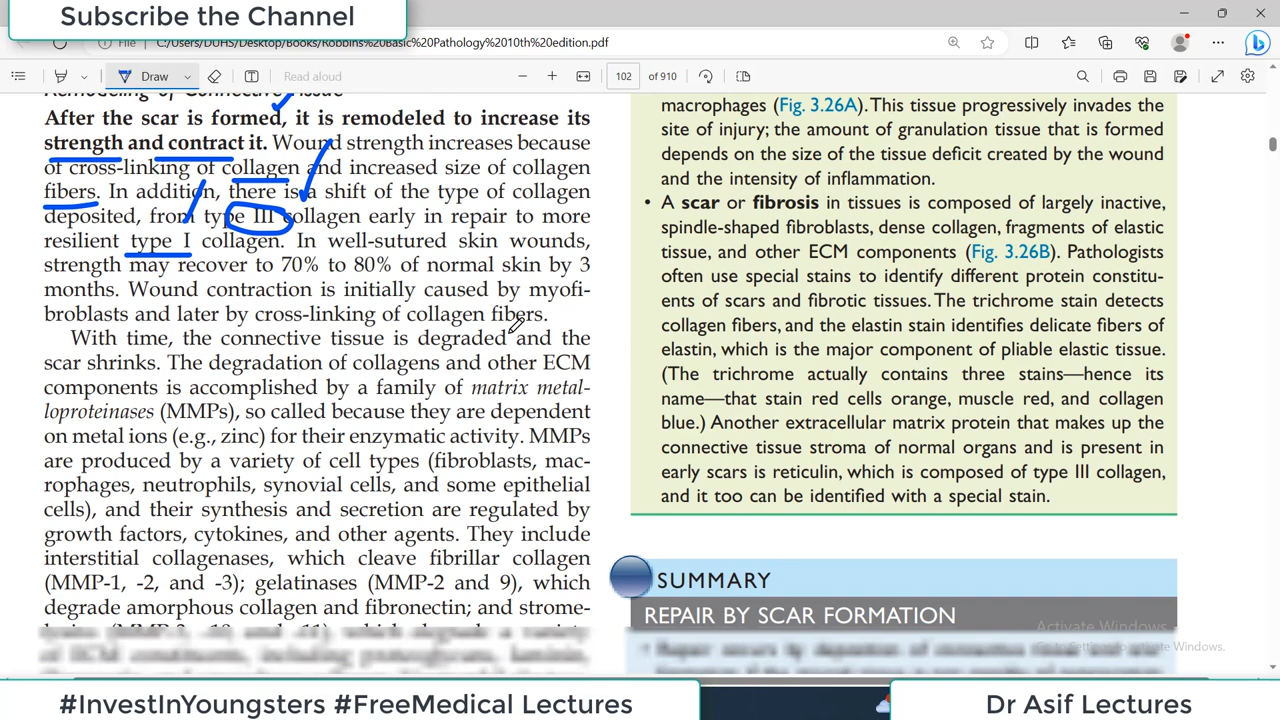 Subscribe the Channel
File
C:/Users/DUHS/Desktop/Books/Robbins%20Basic%20Pathology%2010th%20edition.pdf
Draw
Read aloud
102
of 910
Remodeling of Connective Tissue
After the scar is formed, it is remodeled to increase its
strength and contract it. Wound strength increases because
of cross-linking of collagen and increased size of collagen
fibers. In addition, there is a shift of the type of collagen
deposited, from type III collagen early in repair to more
resilient type I collagen. In well-sutured skin wounds,
strength may recover to 70% to 80% of normal skin by 3
months. Wound contraction is initially caused by myofi-
broblasts and later by cross-linking of collagen fibers.
With time, the connective tissue is degraded and the
scar shrinks. The degradation of collagens and other ECM
components is accomplished by a family of matrix metal-
loproteinases (MMPs), so called because they are dependent
on metal ions (e.g., zinc) for their enzymatic activity. MMPs
are produced by a variety of cell types (fibroblasts, mac-
rophages, neutrophils, synovial cells, and some epithelial
cells), and their synthesis and secretion are regulated by
growth factors, cytokines, and other agents. They include
interstitial collagenases, which cleave fibrillar collagen
(MMP-1, -2, and -3); gelatinases (MMP-2 and 9), which
degrade amorphous collagen and fibronectin; and strome-
macrophages (Fig. 3.26A). This tissue progressively invades the
site of injury; the amount of granulation tissue that is formed
depends on the size of the tissue deficit created by the wound
and the intensity of inflammation.
• A scar or fibrosis in tissues is composed of largely inactive,
spindle-shaped fibroblasts, dense collagen, fragments of elastic
tissue, and other ECM components (Fig. 3.26B). Pathologists
often use special stains to identify different protein constitu-
ents of scars and fibrotic tissues. The trichrome stain detects
collagen fibers, and the elastin stain identifies delicate fibers of
elastin, which is the major component of pliable elastic tissue.
(The trichrome actually contains three stains—hence its
name—that stain red cells orange, muscle red, and collagen
blue.) Another extracellular matrix protein that makes up the
connective tissue stroma of normal organs and is present in
early scars is reticulin, which is composed of type III collagen,
and it too can be identified with a special stain.
SUMMARY
REPAIR BY SCAR FORMATION
Activate Windows
Go to Settings to activate Windows.
#InvestInYoungsters #FreeMedical Lectures
Dr Asif Lectures